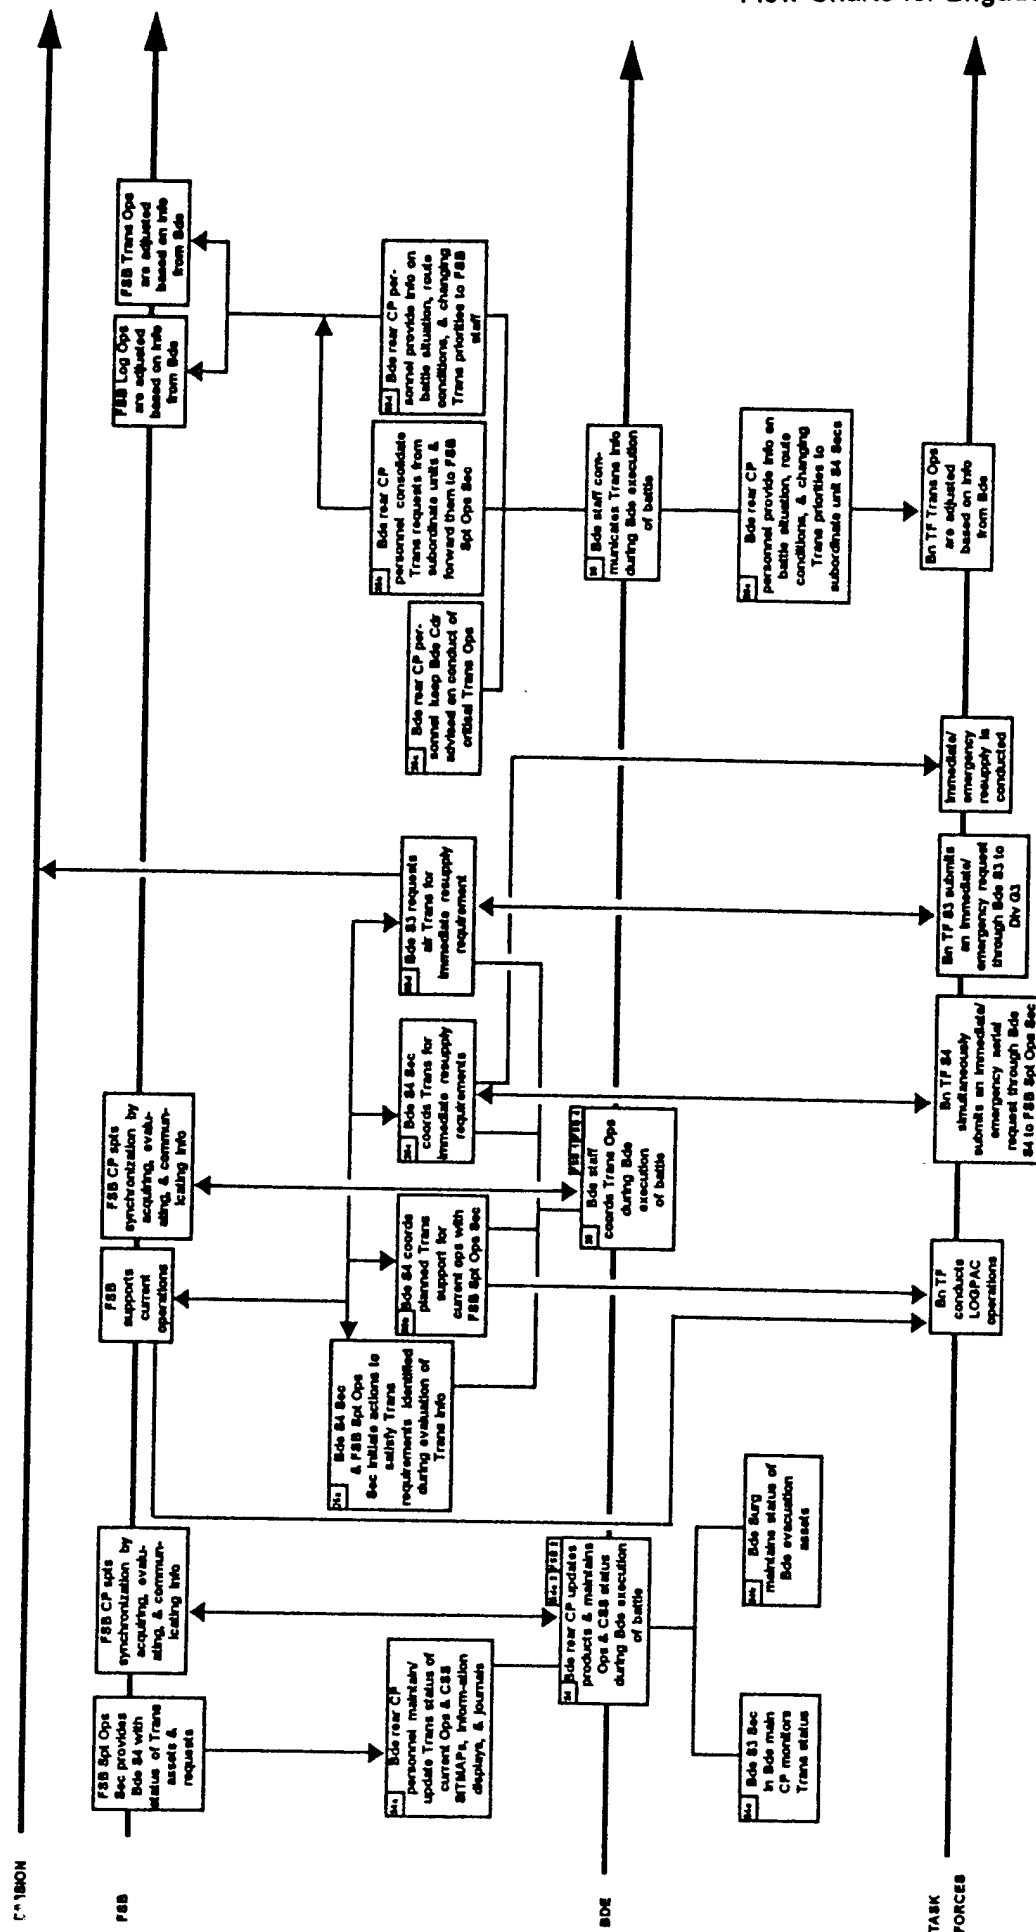 Flow Charts for Brigade
FSB
BDE
TASK
FORCES
FSB Spt Ops
Sec provides
Bde S4 with
status of Trans
assets &
requests
FSB CP spts
synchronization by
acquiring, evalu-
ating, & commun-
icating info
FSB
supports
current
operations
FSB CP spts
synchronization by
acquiring, evalu-
ating, & commun-
icating info
FSB Log Ops
are adjusted
based on info
from Bde
FSB Trans Ops
are adjusted
based on info
from Bde
Bde rear CP
personnel maintain/
update Trans status of
current Ops & CSS
SITMAPs, inform-ation
displays, & journals
Bde S4 Sec
& FSB Spt Ops
Sec initiate actions to
satisfy Trans
requirements identified
during evaluation of
Trans info
Bde S4 coords
planned Trans
support for
current ops with
FSB Spt Ops Sec
Bde S4 Sec
coords Trans for
immediate resupply
requirements
Bde S3 requests
air Trans for
immediate resupply
requirement
Bde rear CP per-
sonnel keep Bde Cdr
advised on conduct of
critical Trans Ops
Bde rear CP
personnel consolidate
Trans requests from
subordinate units &
forward them to FSB
Spt Ops Sec
Bde rear CP per-
sonnel provide info on
battle situation, route
conditions, & changing
Trans priorities to FSB
staff
Bde rear CP updates
products & maintains
Ops & CSS status
during Bde execution
of battle
Bde staff
coords Trans Ops
during Bde
execution
of battle
Bde staff com-
municates Trans info
during Bde execution
of battle
Bde S3 Sec
in Bde main
CP monitors
Trans status
Bde Surg
maintains status of
Bde evacuation
assets
Bde rear CP
personnel provide info on
battle situation, route
conditions, & changing
Trans priorities to
subordinate unit S4 Secs
Bn TF
conducts
LOGPAC
operations
Bn TF S4
simultaneously
submits an immediate/
emergency aerial
request through Bde
S4 to FSB Spt Ops Sec
Bn TF S3 submits
an immediate/
emergency request
through Bde S3 to
Div G3
Immediate/
emergency
resupply is
conducted
Bn TF Trans Ops
are adjusted
based on info
from Bde